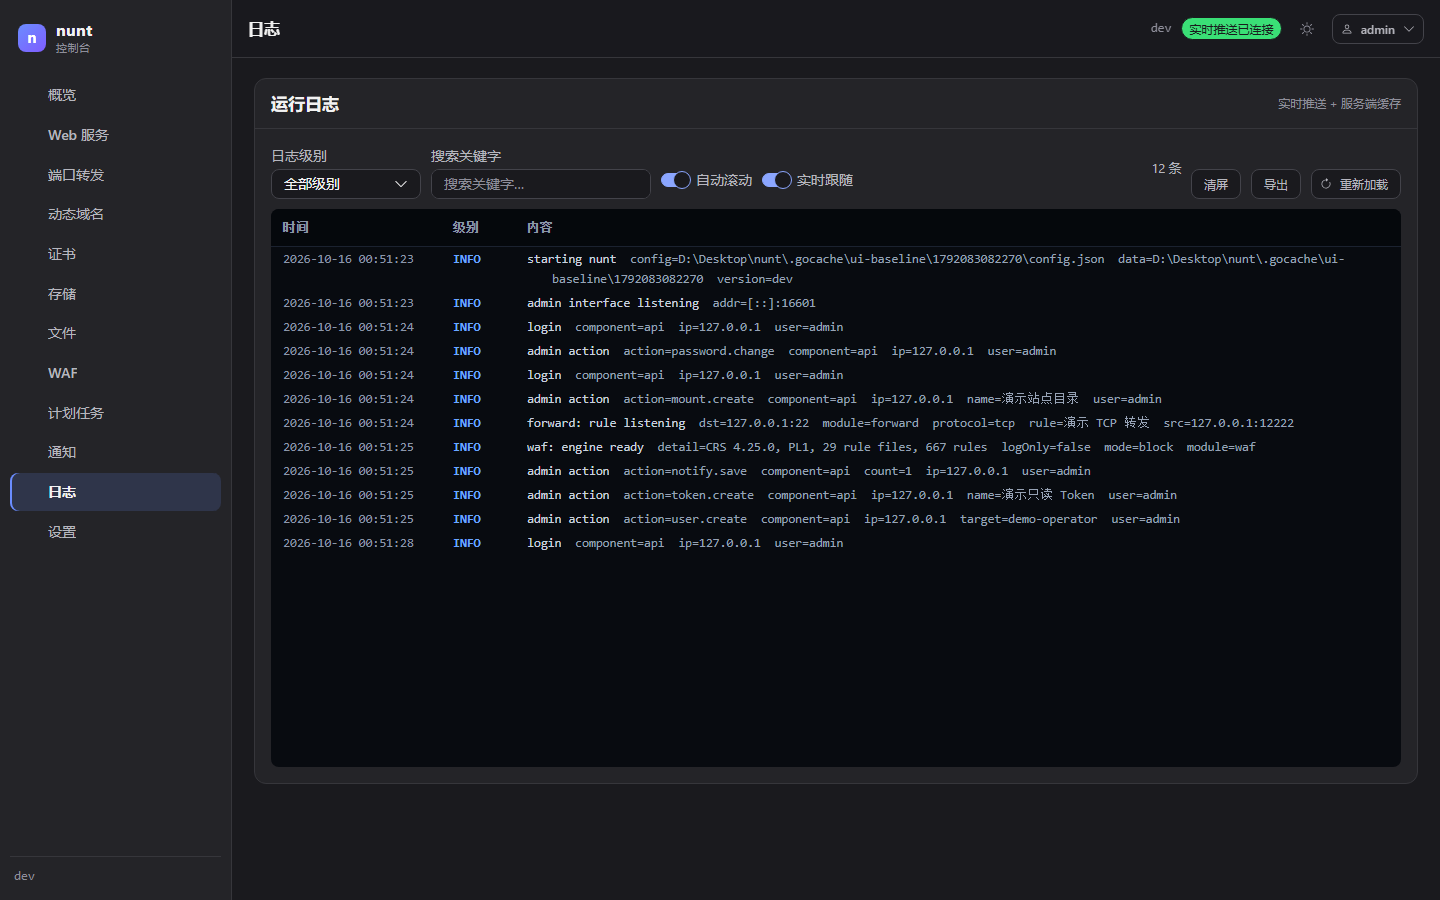 n
nunt
控制台
概览
Web 服务
端口转发
动态域名
证书
存储
文件
WAF
计划任务
通知
日志
设置
dev
日志
dev
实时推送已连接
admin
运行日志
实时推送 + 服务端缓存
日志级别
全部级别
搜索关键字
搜索关键字...
自动滚动
实时跟随
12 条
清屏
导出
重新加载
时间 级别 内容
2026-10-16 00:51:23 INFO starting nunt config=D:\Desktop\nunt\.gocache\ui-baseline\1792083082270\config.json data=D:\Desktop\nunt\.gocache\ui-
baseline\1792083082270 version=dev
2026-10-16 00:51:23 INFO admin interface listening addr=[::]:16601
2026-10-16 00:51:24 INFO login component=api ip=127.0.0.1 user=admin
2026-10-16 00:51:24 INFO admin action action=password.change component=api ip=127.0.0.1 user=admin
2026-10-16 00:51:24 INFO login component=api ip=127.0.0.1 user=admin
2026-10-16 00:51:24 INFO admin action action=mount.create component=api ip=127.0.0.1 name=演示站点目录 user=admin
2026-10-16 00:51:24 INFO forward: rule listening dst=127.0.0.1:22 module=forward protocol=tcp rule=演示 TCP 转发 src=127.0.0.1:12222
2026-10-16 00:51:25 INFO waf: engine ready detail=CRS 4.25.0, PL1, 29 rule files, 667 rules logOnly=false mode=block module=waf
2026-10-16 00:51:25 INFO admin action action=notify.save component=api count=1 ip=127.0.0.1 user=admin
2026-10-16 00:51:25 INFO admin action action=token.create component=api ip=127.0.0.1 name=演示只读 Token user=admin
2026-10-16 00:51:25 INFO admin action action=user.create component=api ip=127.0.0.1 target=demo-operator user=admin
2026-10-16 00:51:28 INFO login component=api ip=127.0.0.1 user=admin